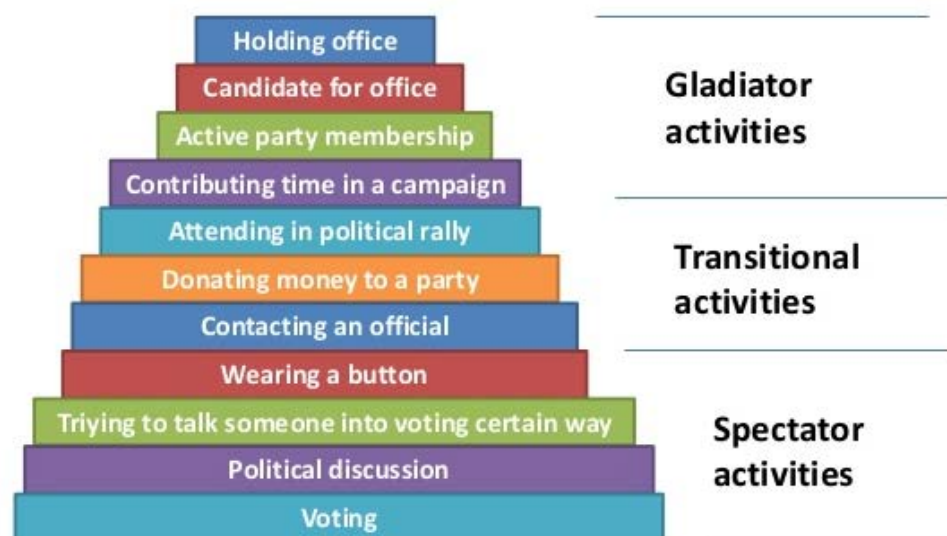 Holding office
Candidate for office
Active party membership
Contributing time in a campaign
Attending in political rally
Donating money to a party
Contacting an official
Wearing a button
Triying to talk someone into voting certain way
Political discussion
Voting
Gladiator
activities
Transitional
activities
Spectator
activities